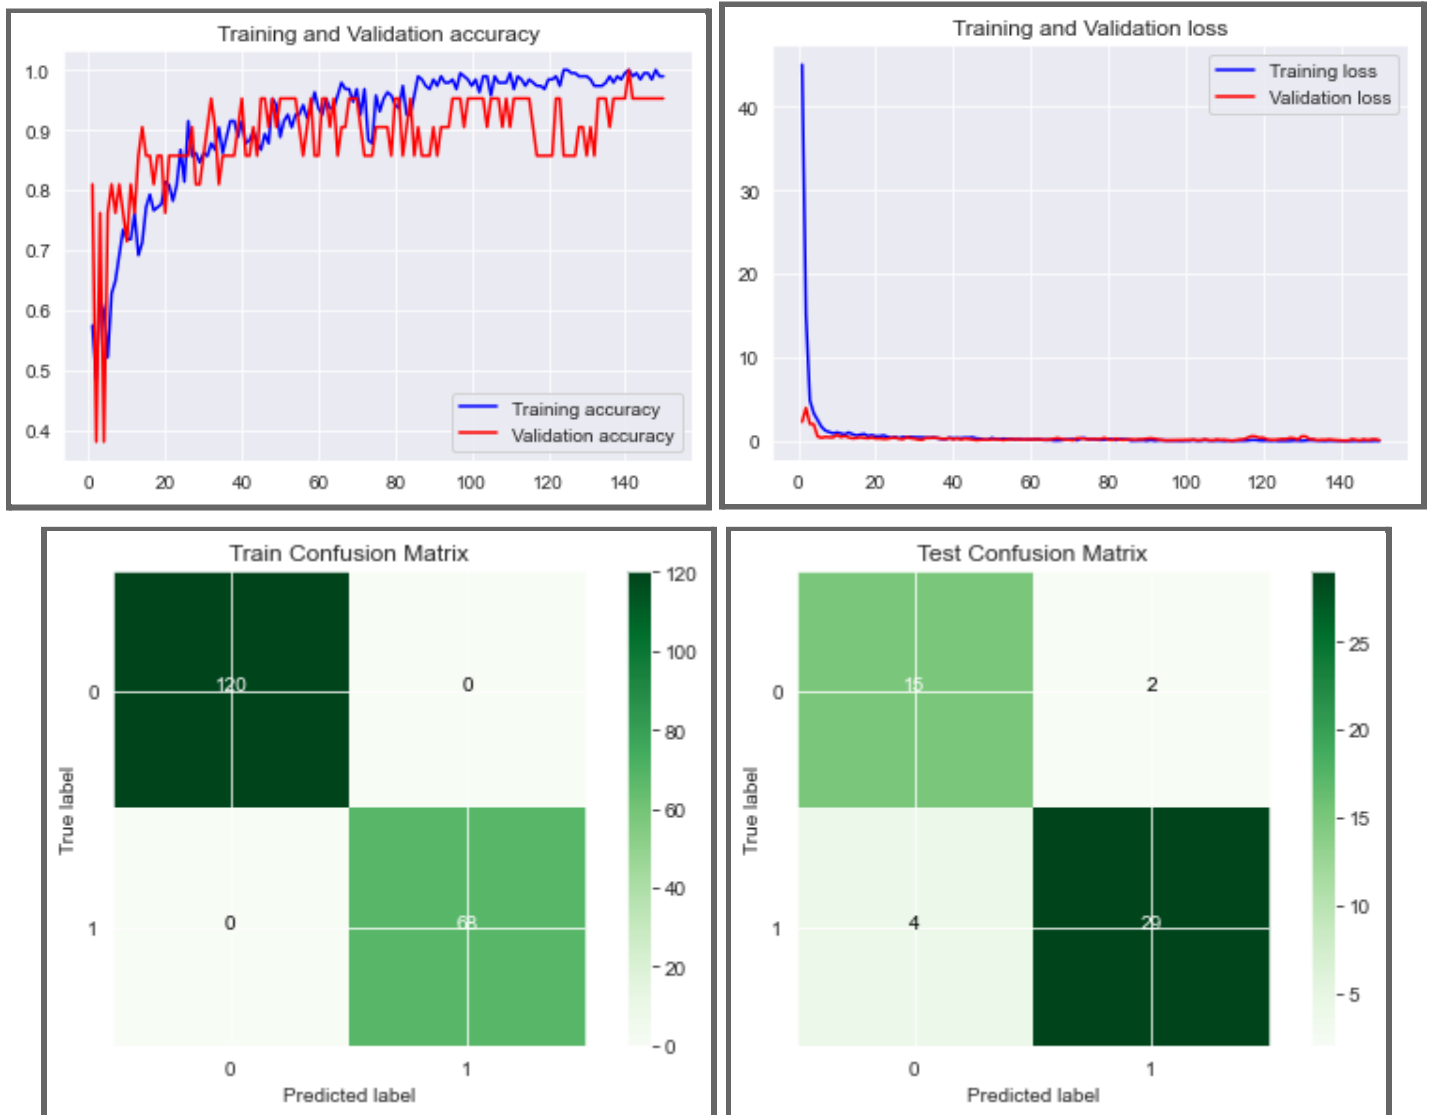 Training and Validation accuracy
1.0
0.9
0.8
0.7
0.6
0.5
0.4
Training accuracy
Validation accuracy
0 20 40 60 80 100 120 140
Training and Validation loss
Training loss
Validation loss
40
30
20
10
0
0 20 40 60 80 100 120 140
Train Confusion Matrix
120
100
80
60
40
20
0
True label
0
120 0
1
0 68
0 1
Predicted label
Test Confusion Matrix
25
20
15
10
5
True label
0
15 2
1
4 29
0 1
Predicted label